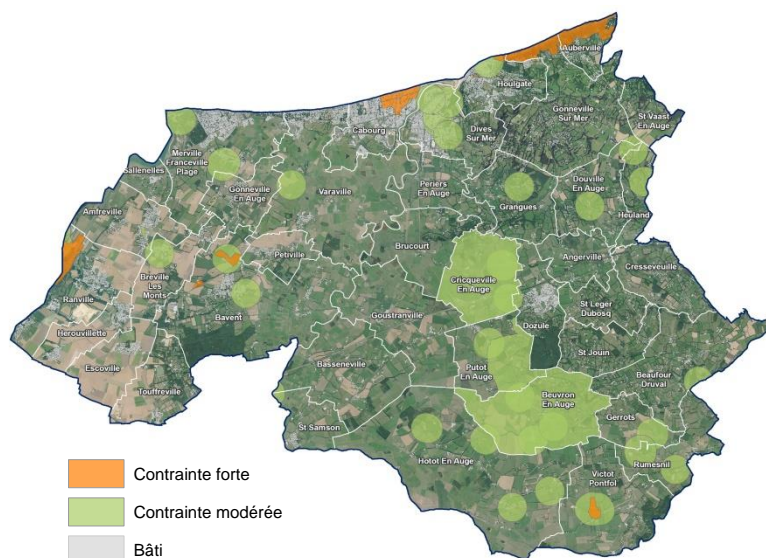 Auberville
Houlgate
Gonneville
Sur Mer
St Vaast
En Auge
Cabourg
Dives
Sur Mer
Merville
Franceville
Plage
Sallenelles
Gonneville
En Auge
Varaville
Periers
En Auge
Douville
En Auge
Grangues
Heuland
Amfreville
Brucourt
Petiville
Angerville
Cresseveuille
Cricqueville
En Auge
Bréville
Les
Monts
Ranville
Bavent
Goustranville
St Leger
Dubosq
Dozule
Herouvillette
St Jouin
Escoville
Basseneville
Putot
En Auge
Beaufour
Druval
Touffreville
Beuvron
En Auge
Gerrots
St Samson
Hotot En Auge
Victot
Pontfol
Rumesnil
Contrainte forte
Contrainte modérée
Bâti